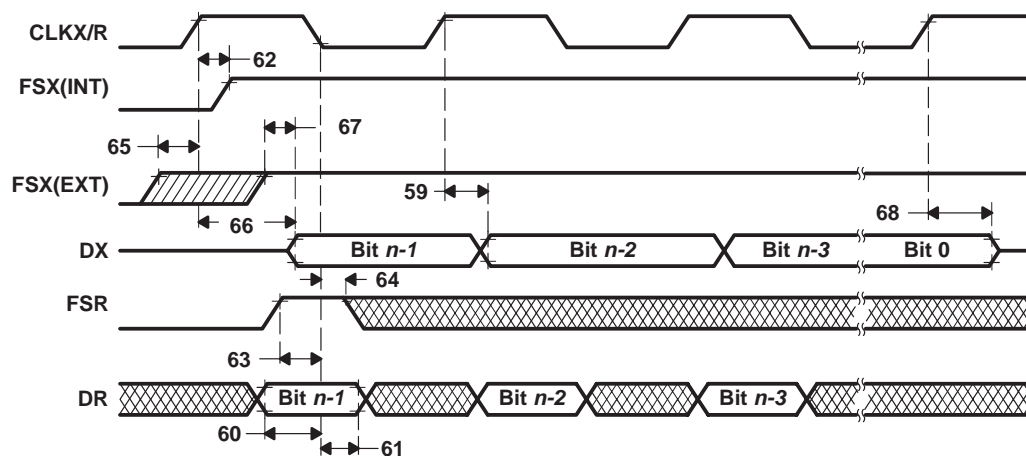 CLKX/R
62
FSX(INT)
67
65
FSX(EXT)
59
66
68
DX
Bit n-1
Bit n-2
Bit n-3
Bit 0
64
FSR
63
DR
Bit n-1
Bit n-2
Bit n-3
60
61